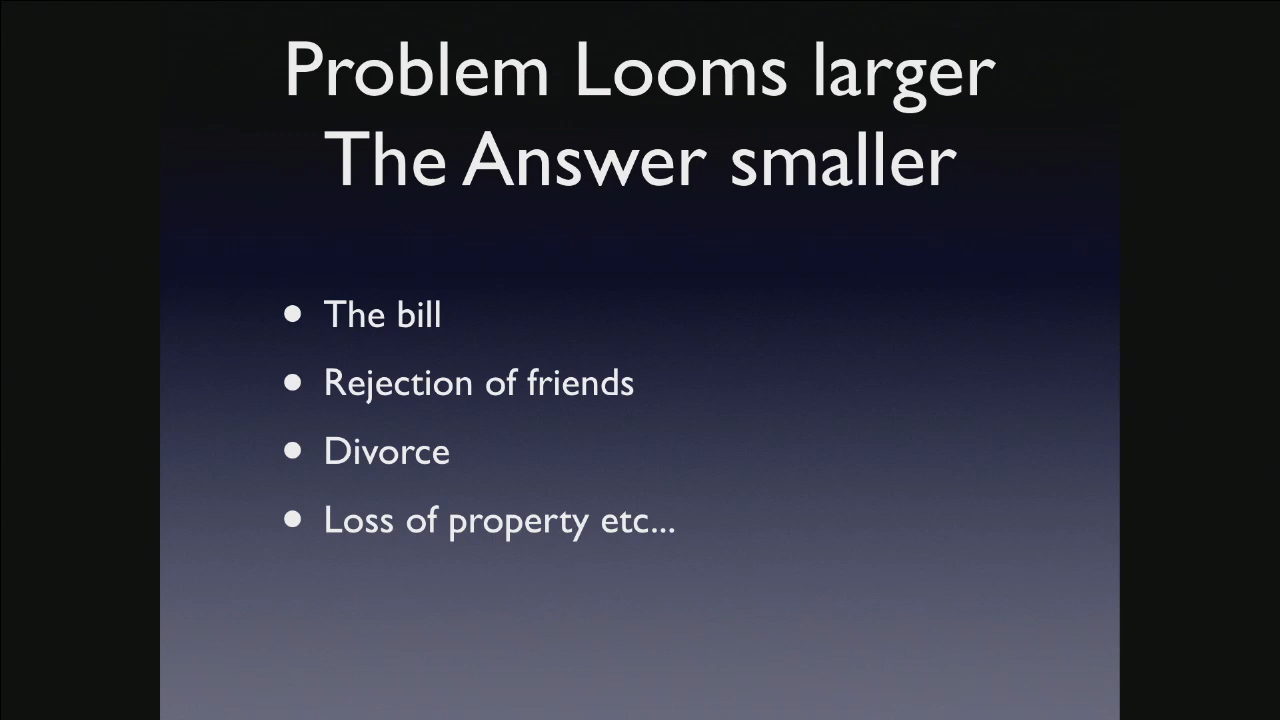 Problem Looms larger
The Answer smaller
• The bill
• Rejection of friends
• Divorce
• Loss of property etc...